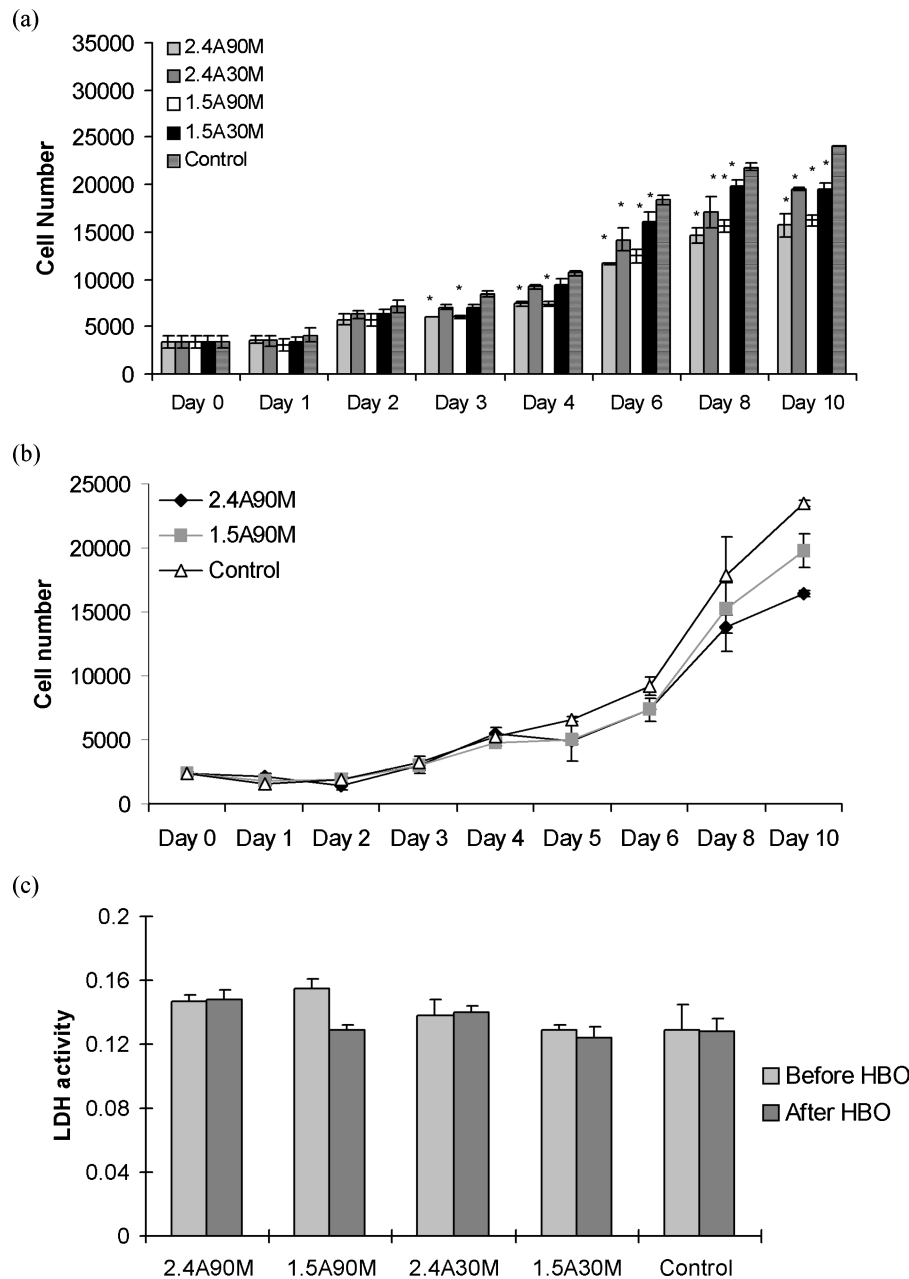 (a)
35000
30000
25000
20000
15000
10000
5000
0
Cell Number
2.4A90M
2.4A30M
1.5A90M
1.5A30M
Control
* *
* *
* * * *
* * * *
* * * *
Day 0 Day 1 Day 2 Day 3 Day 4 Day 6 Day 8 Day 10
(b)
25000
20000
15000
10000
5000
0
Cell number
2.4A90M
1.5A90M
Control
Day 0 Day 1 Day 2 Day 3 Day 4 Day 5 Day 6 Day 8 Day 10
(c)
0.2
0.16
0.12
0.08
0.04
0
LDH activity
Before HBO
After HBO
2.4A90M 1.5A90M 2.4A30M 1.5A30M Control